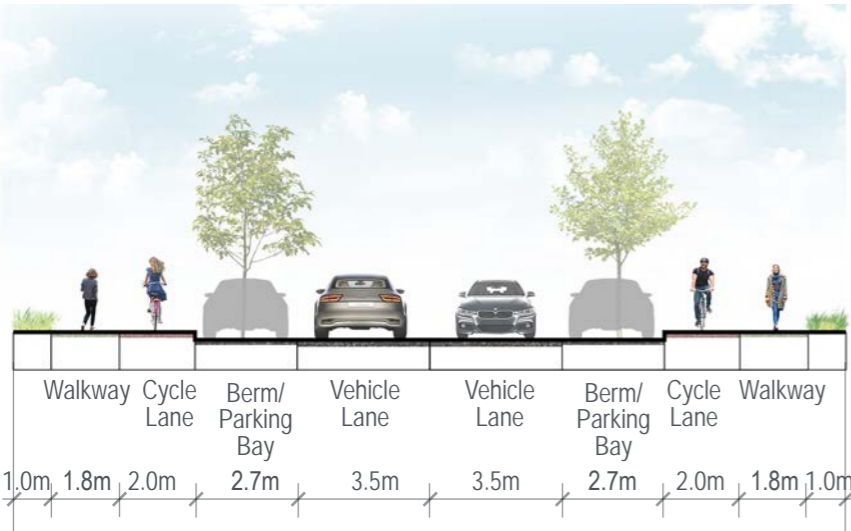 Walkway Cycle Lane Berm/ Parking Bay Vehicle Lane Vehicle Lane Berm/ Parking Bay Cycle Lane Walkway
1.0m 1.8m 2.0m 2.7m 3.5m 3.5m 2.7m 2.0m 1.8m 1.0m